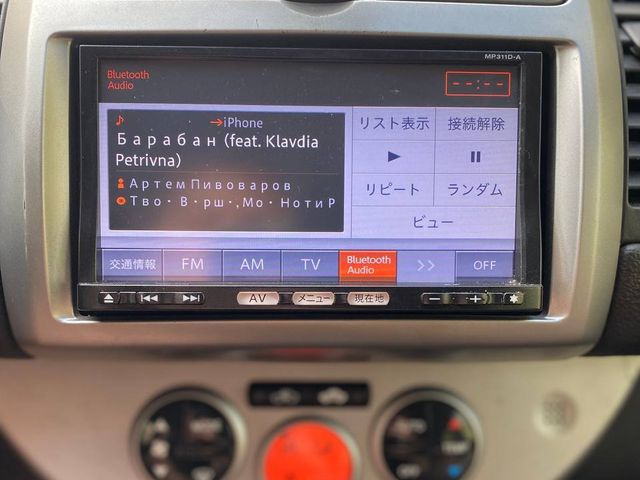 MP311D-A
Bluetooth
Audio
--:--
→iPhone
Барабан (feat. Klavdia
Petrivna)
АртемПивоваров
Тво・В・рш・,Мо・НотиР
リスト表示 接続解除
リピート ランダム
ビュー
交通情報 FM AM TV Bluetooth Audio >> OFF
AV メニュー 現在地